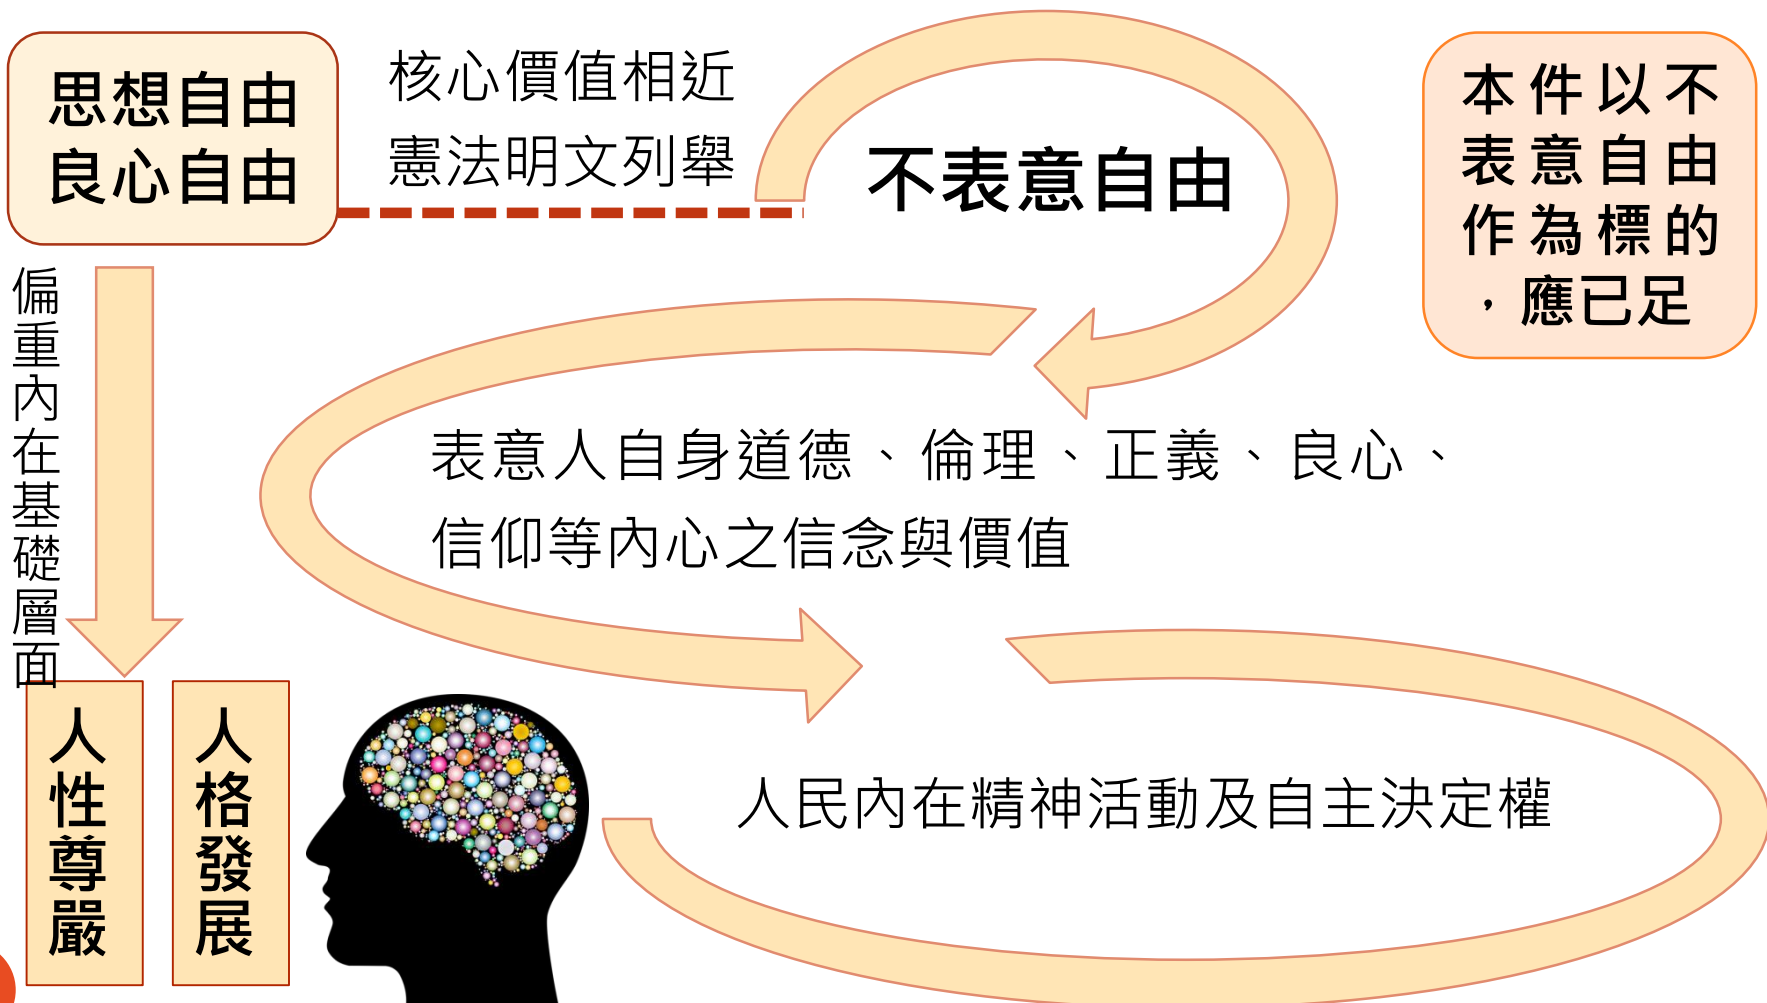 思想自由
良心自由
核心價值相近
憲法明文列舉
不表意自由
本件以不
表意自由
作為標的
，應已足
偏重內在基礎層面
表意人自身道德、倫理、正義、良心、
信仰等內心之信念與價值
人性尊嚴
人格發展
人民內在精神活動及自主決定權